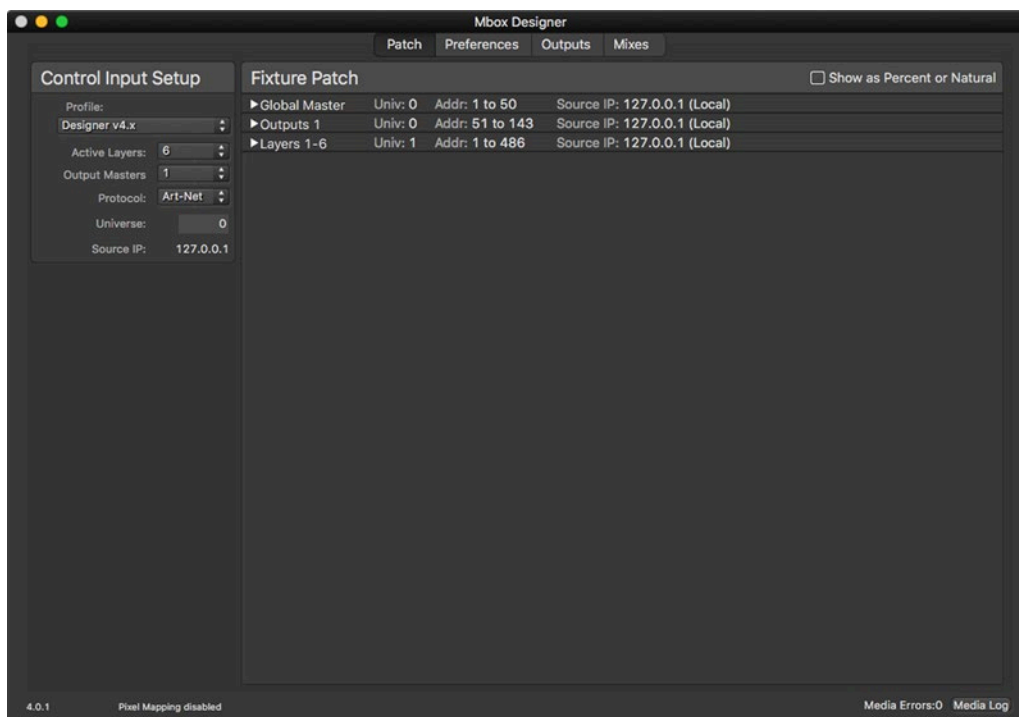 Mbox Designer
Patch Preferences Outputs Mixes
Control Input Setup
Profile:
Designer v4.x
Active Layers: 6
Output Masters 1
Protocol: Art-Net
Universe: 0
Source IP: 127.0.0.1
Fixture Patch
Show as Percent or Natural
Global Master Univ: 0 Addr: 1 to 50 Source IP: 127.0.0.1 (Local)
Outputs 1 Univ: 0 Addr: 51 to 143 Source IP: 127.0.0.1 (Local)
Layers 1-6 Univ: 1 Addr: 1 to 486 Source IP: 127.0.0.1 (Local)
4.0.1 Pixel Mapping disabled Media Errors:0 Media Log